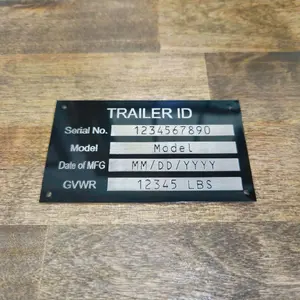 TRAILER ID
Serial No. 1234567890
Model Model
Date of MFG MM/DD/YYYY
GVWR 12345 LBS